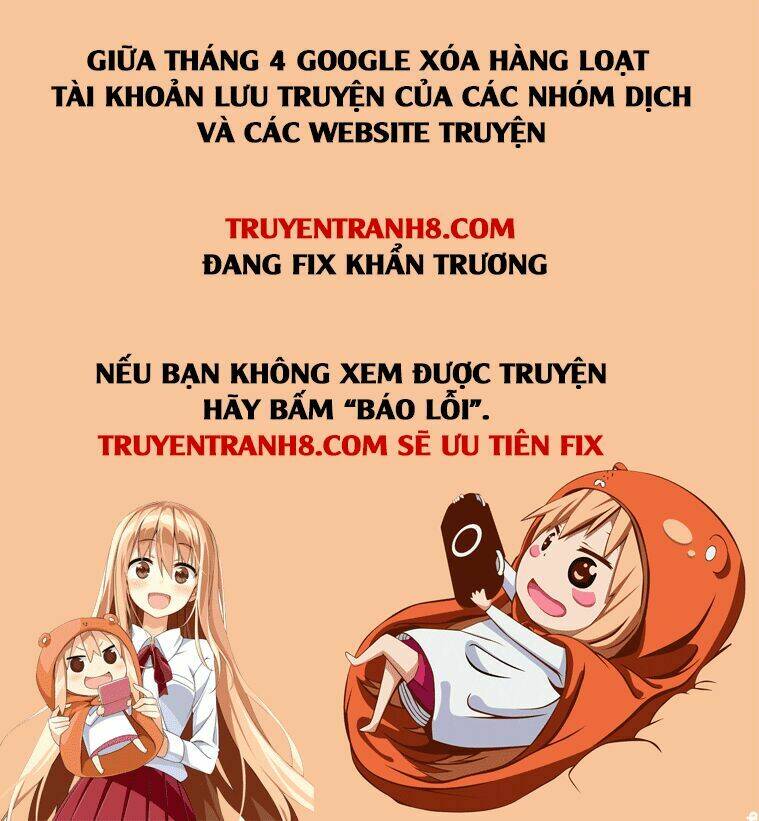 GIỮA THÁNG 4 GOOGLE XÓA HÀNG LOẠT
TÀI KHOẢN LƯU TRUYỆN CỦA CÁC NHÓM DỊCH
VÀ CÁC WEBSITE TRUYỆN
TRUYENTRANH8.COM
ĐANG FIX KHẨN TRƯƠNG
NẾU BẠN KHÔNG XEM ĐƯỢC TRUYỆN
HÃY BẤM “BÁO LỖI”.
TRUYENTRANH8.COM SẼ ƯU TIÊN FIX